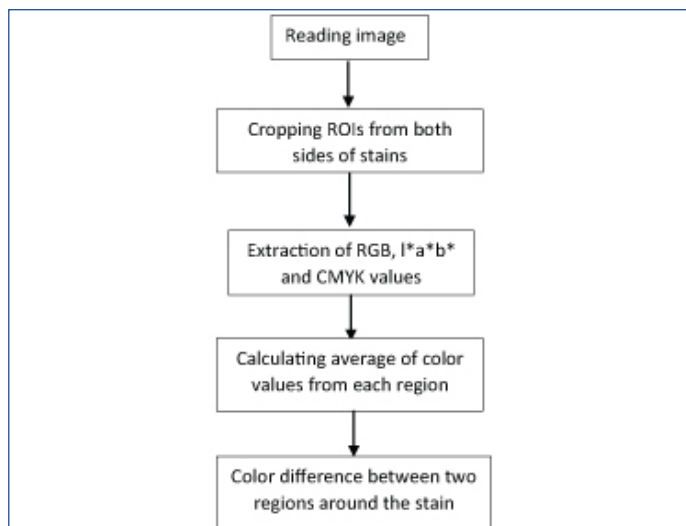 Reading image
Cropping ROIs from both
sides of stains
Extraction of RGB, l*a*b*
and CMYK values
Calculating average of color
values from each region
Color difference between two
regions around the stain